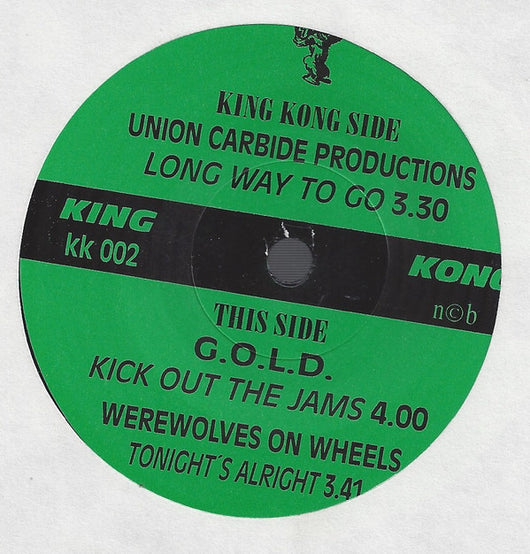 KING KONG SIDE
UNION CARBIDE PRODUCTIONS
LONG WAY TO GO 3.30
KING KONG
kk 002 n©b
THIS SIDE
G.O.L.D.
KICK OUT THE JAMS 4.00
WEREWOLVES ON WHEELS
TONIGHT´S ALRIGHT 3.41